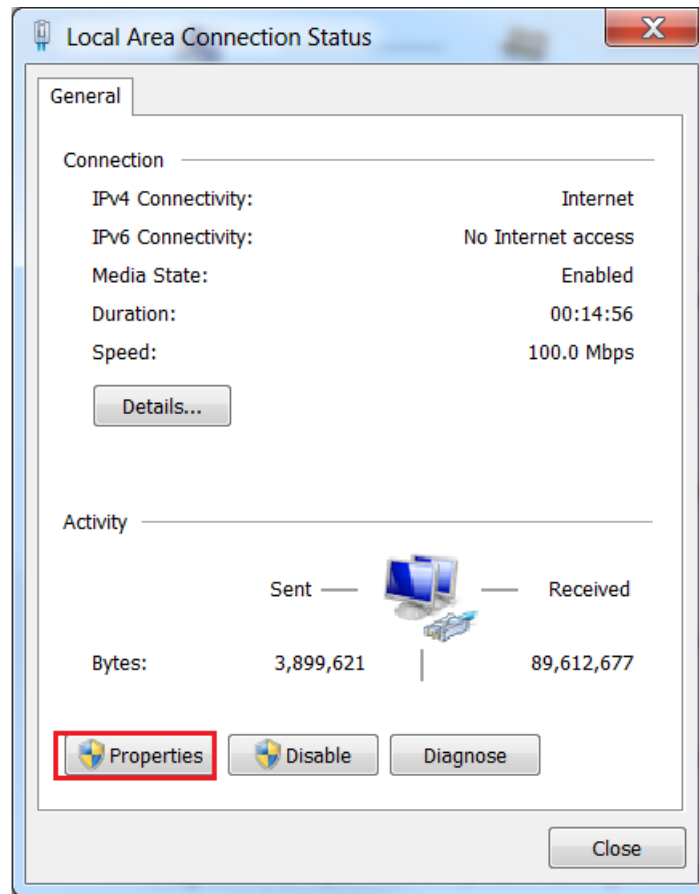 Local Area Connection Status
General
Connection
IPv4 Connectivity: Internet
IPv6 Connectivity: No Internet access
Media State: Enabled
Duration: 00:14:56
Speed: 100.0 Mbps
Details...
Activity
Sent Received
Bytes: 3,899,621 89,612,677
Properties Disable Diagnose
Close